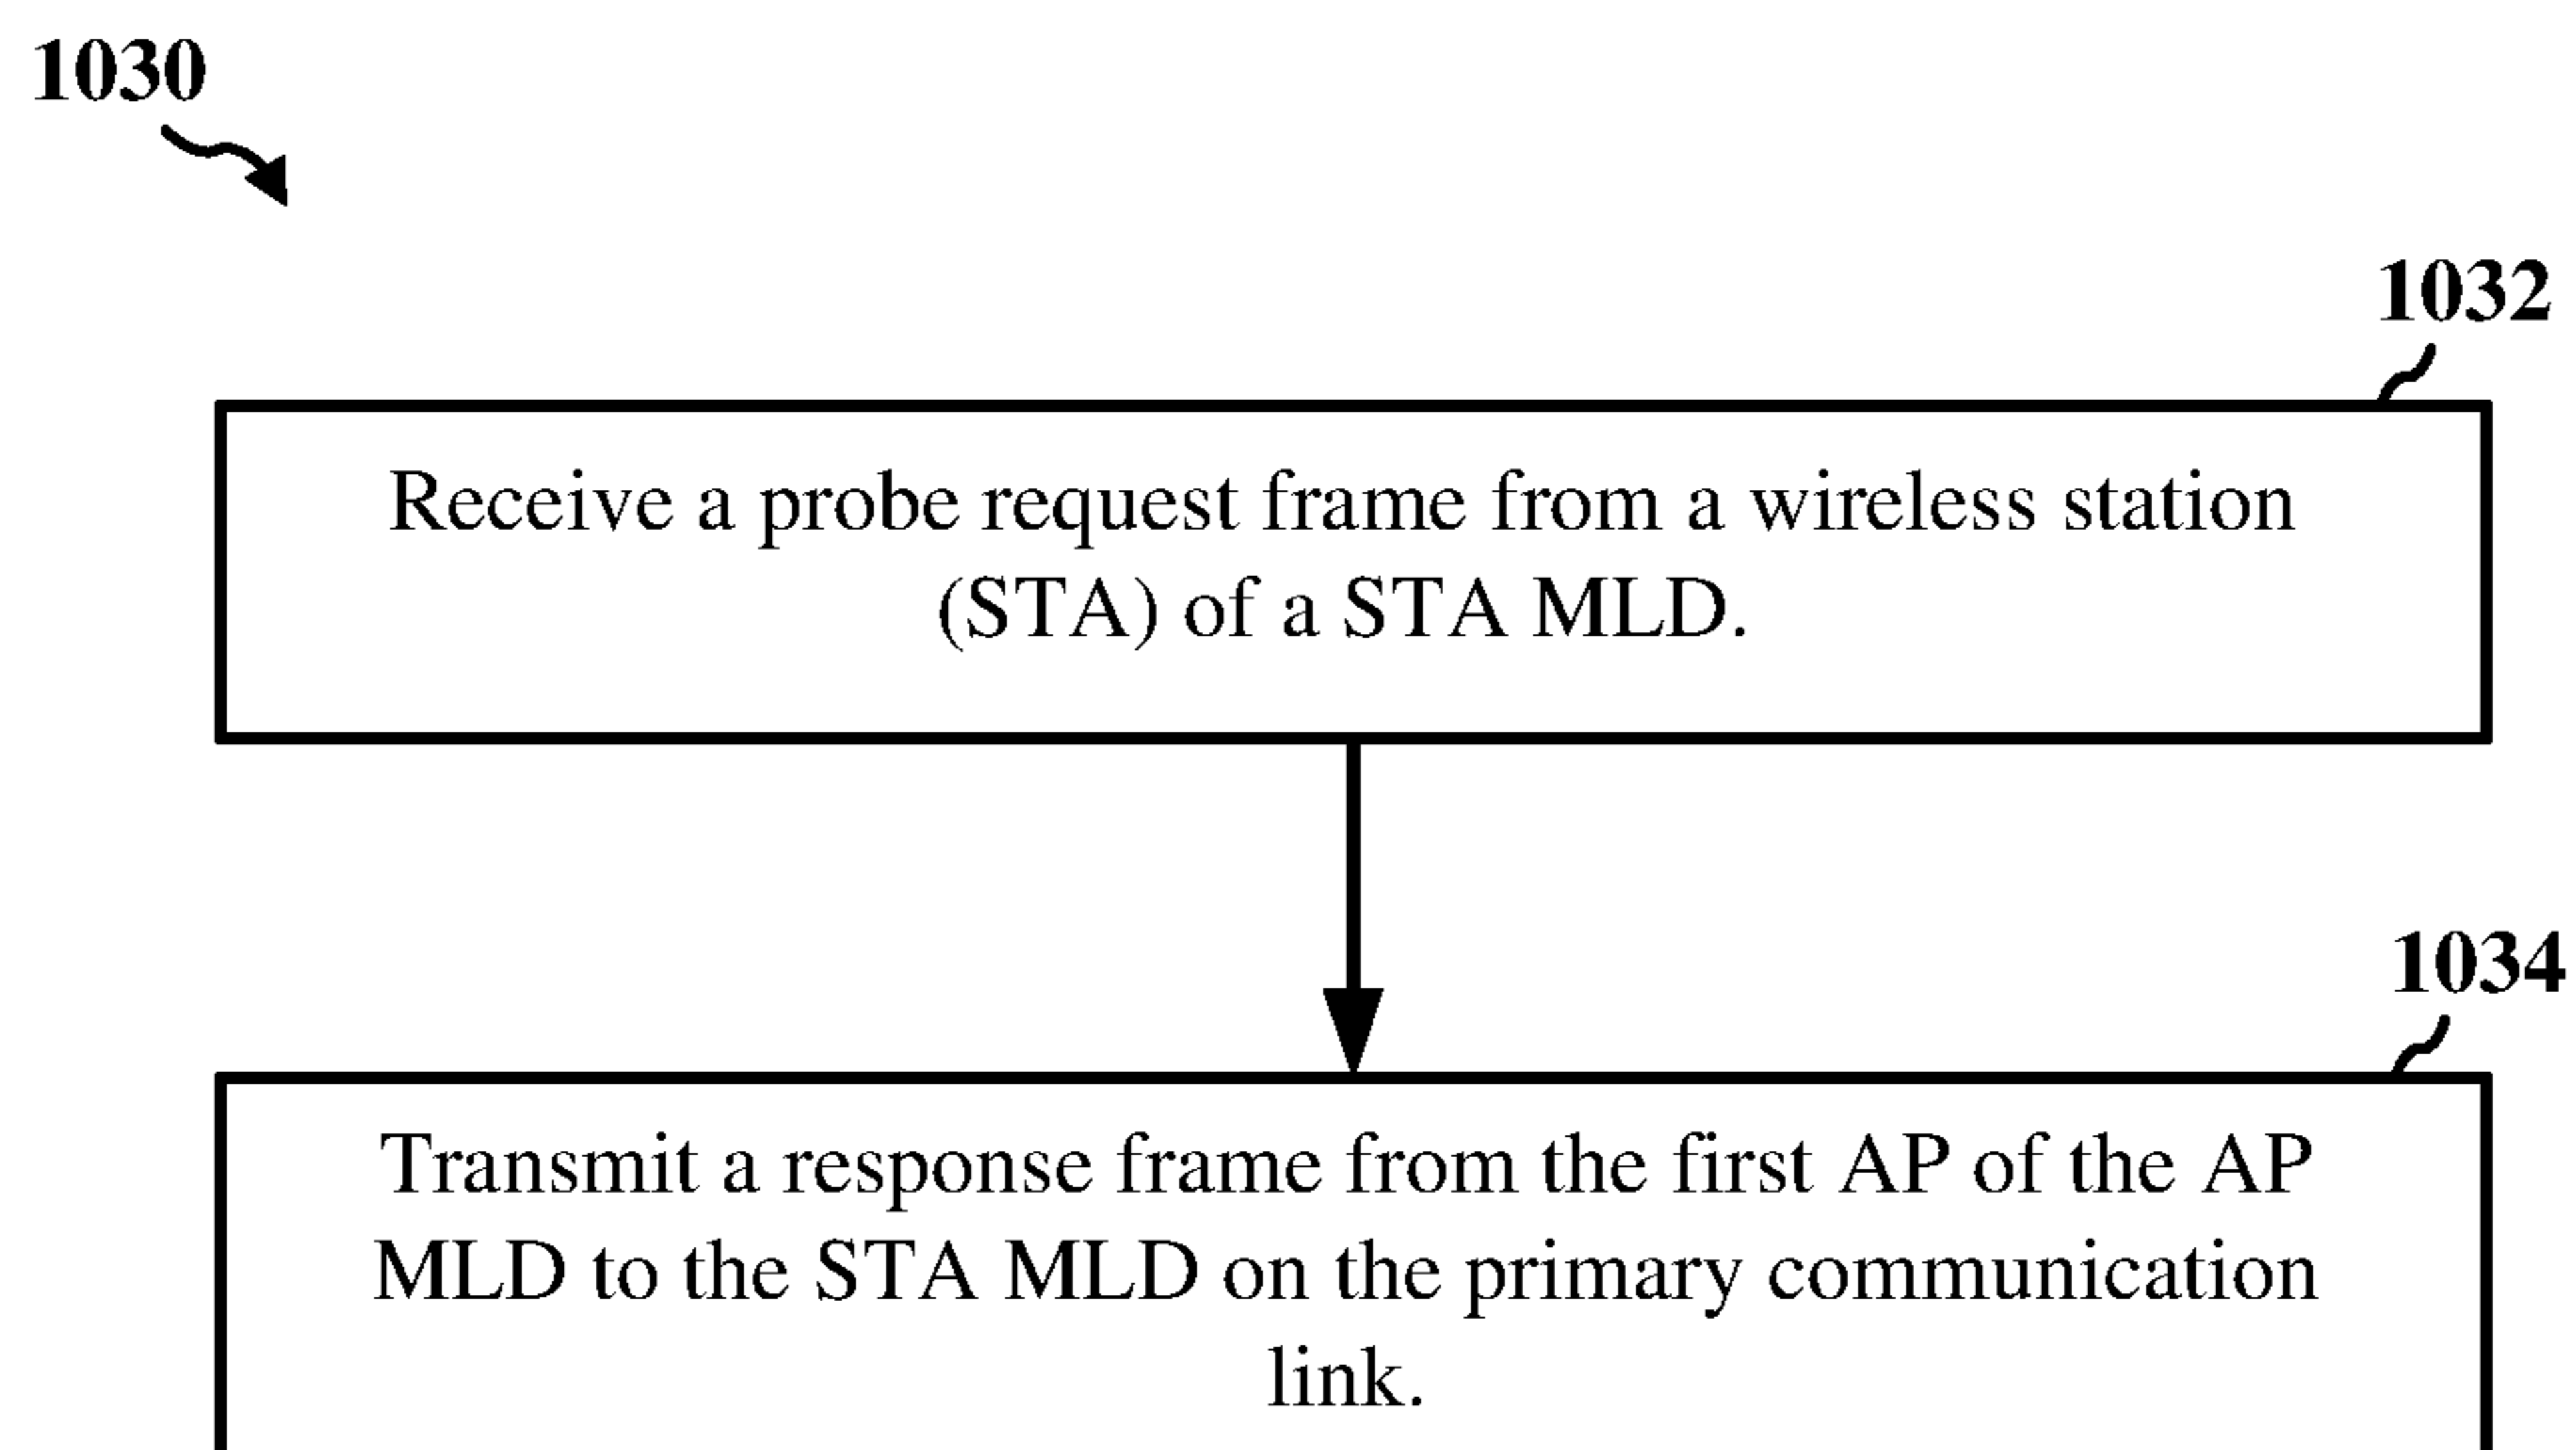 1030
1032
Receive a probe request frame from a wireless station
(STA) of a STA MLD.
1034
Transmit a response frame from the first AP of the AP
MLD to the STA MLD on the primary communication
link.